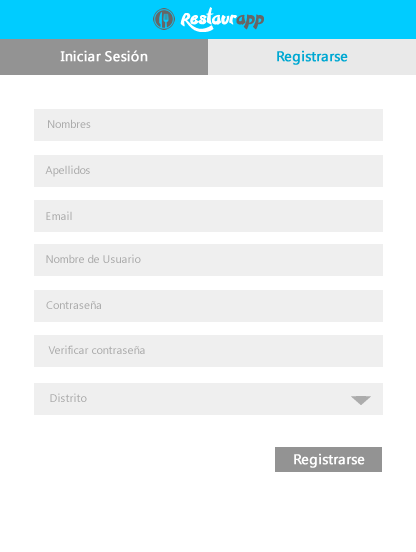 Restaurapp
Iniciar Sesión
Registrarse
Nombres
Apellidos
Email
Nombre de Usuario
Contraseña
Verificar contraseña
Distrito
Registrarse